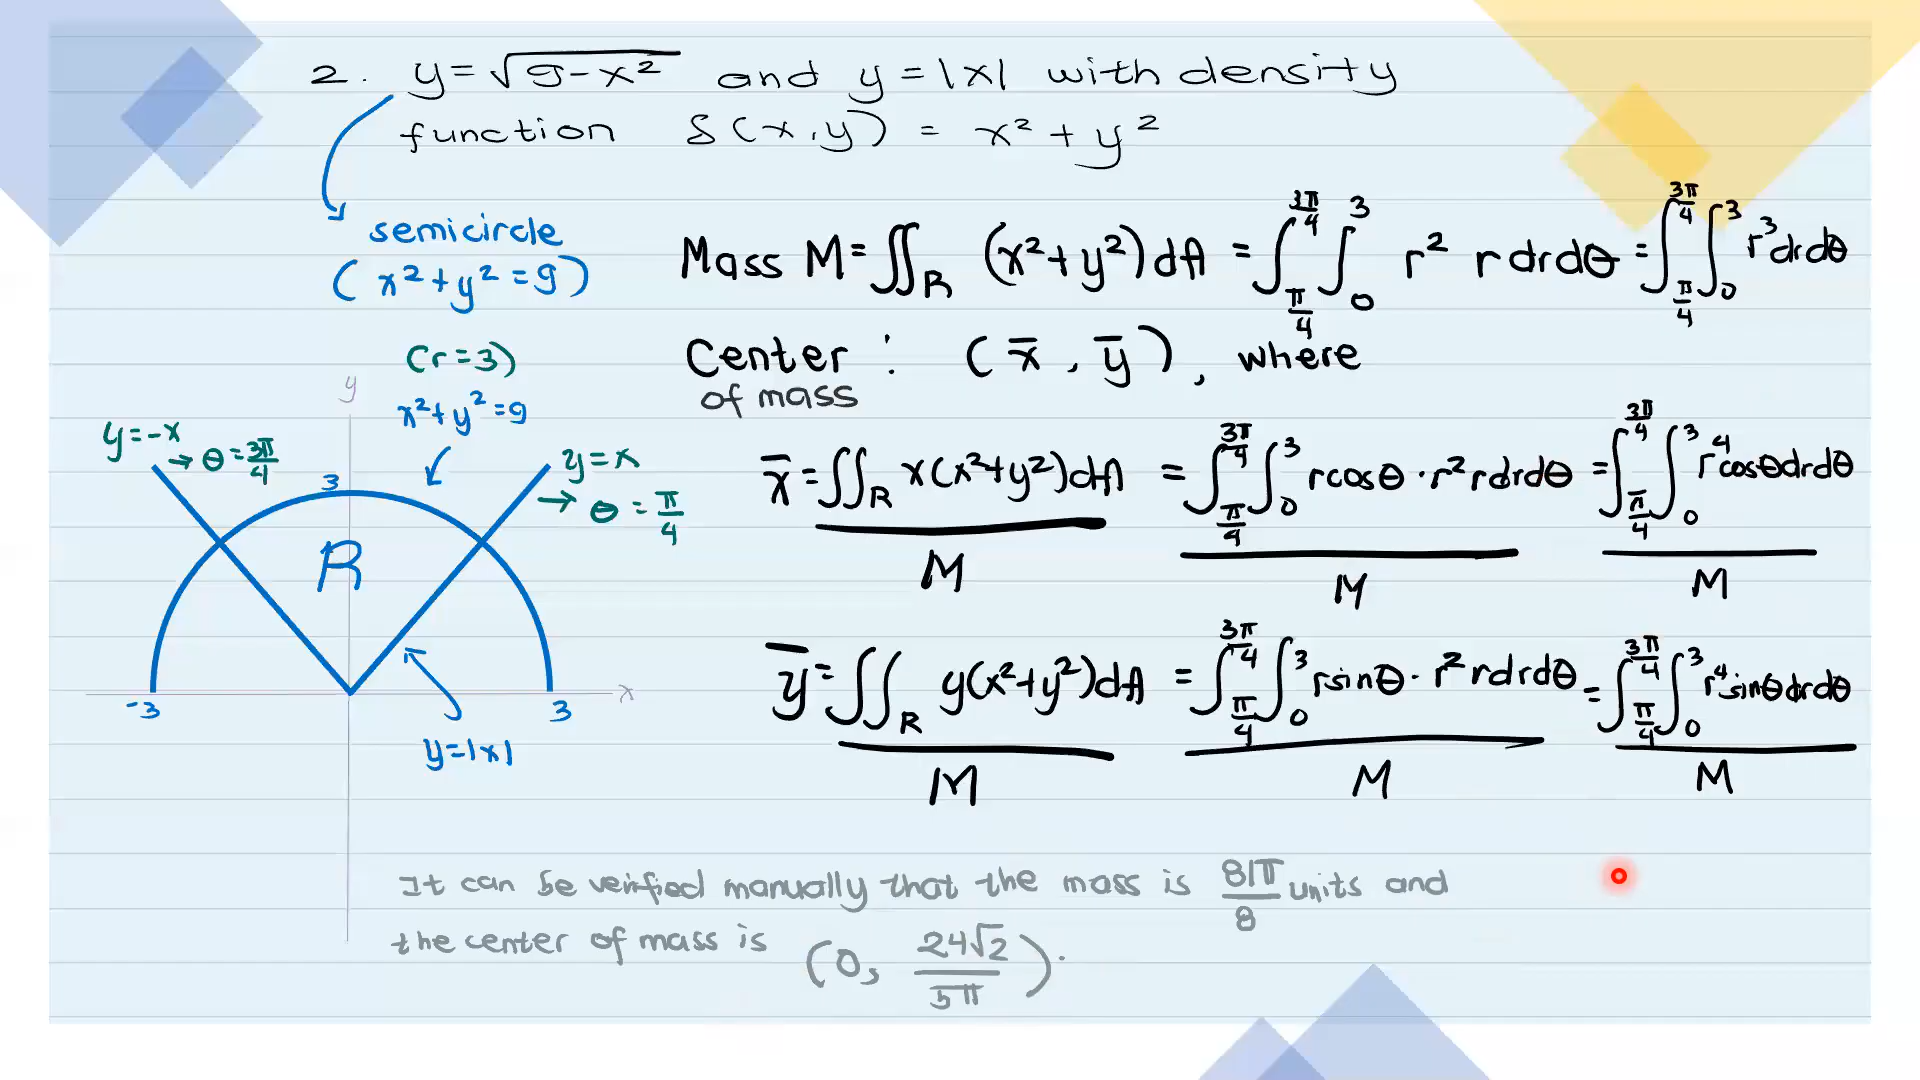 2. y = √(9-x²) and y = |x| with density
function δ(x,y) = x² + y²
semicircle
(x² + y² = 9)
(r = 3)
x² + y² = 9
y
y = -x
→ θ = 3π/4
y = x
→ θ = π/4
3
R
-3
3
x
y = |x|
Mass M = ∬_R (x² + y²) dA = ∫_{π/4}^{3π/4} ∫_0^3 r² r dr dθ = ∫_{π/4}^{3π/4} ∫_0^3 r³ dr dθ
Center : (x̄, ȳ), where
of mass
x̄ = ∬_R x(x²+y²)dA / M = ∫_{π/4}^{3π/4} ∫_0^3 r cosθ · r² r dr dθ / M = ∫_{π/4}^{3π/4} ∫_0^3 r⁴ cosθ dr dθ / M
ȳ = ∬_R y(x²+y²)dA / M = ∫_{π/4}^{3π/4} ∫_0^3 r sinθ · r² r dr dθ / M = ∫_{π/4}^{3π/4} ∫_0^3 r⁴ sinθ dr dθ / M
It can be verified manually that the mass is 81π/8 units and
the center of mass is (0, 24√2/5π).